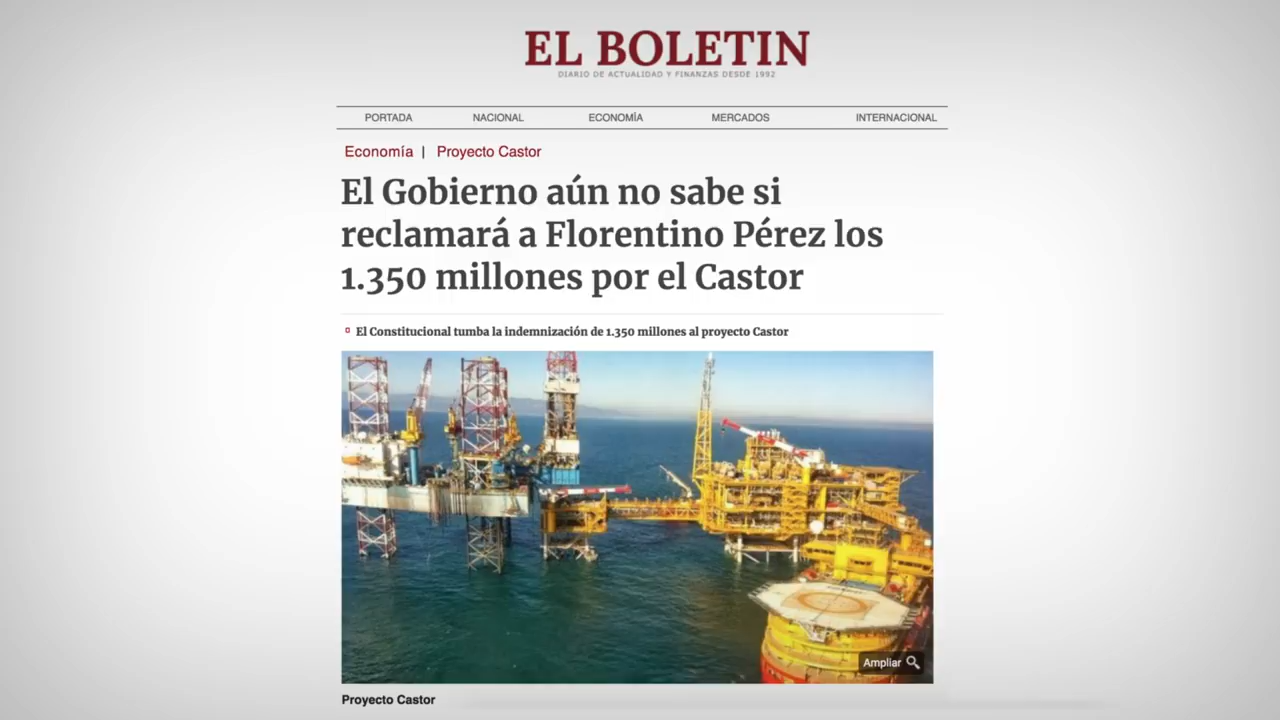 EL BOLETIN
DIARIO DE ACTUALIDAD Y FINANZAS DESDE 1992
PORTADA NACIONAL ECONOMÍA MERCADOS INTERNACIONAL
Economía | Proyecto Castor
El Gobierno aún no sabe si
reclamará a Florentino Pérez los
1.350 millones por el Castor
El Constitucional tumba la indemnización de 1.350 millones al proyecto Castor
Ampliar
Proyecto Castor